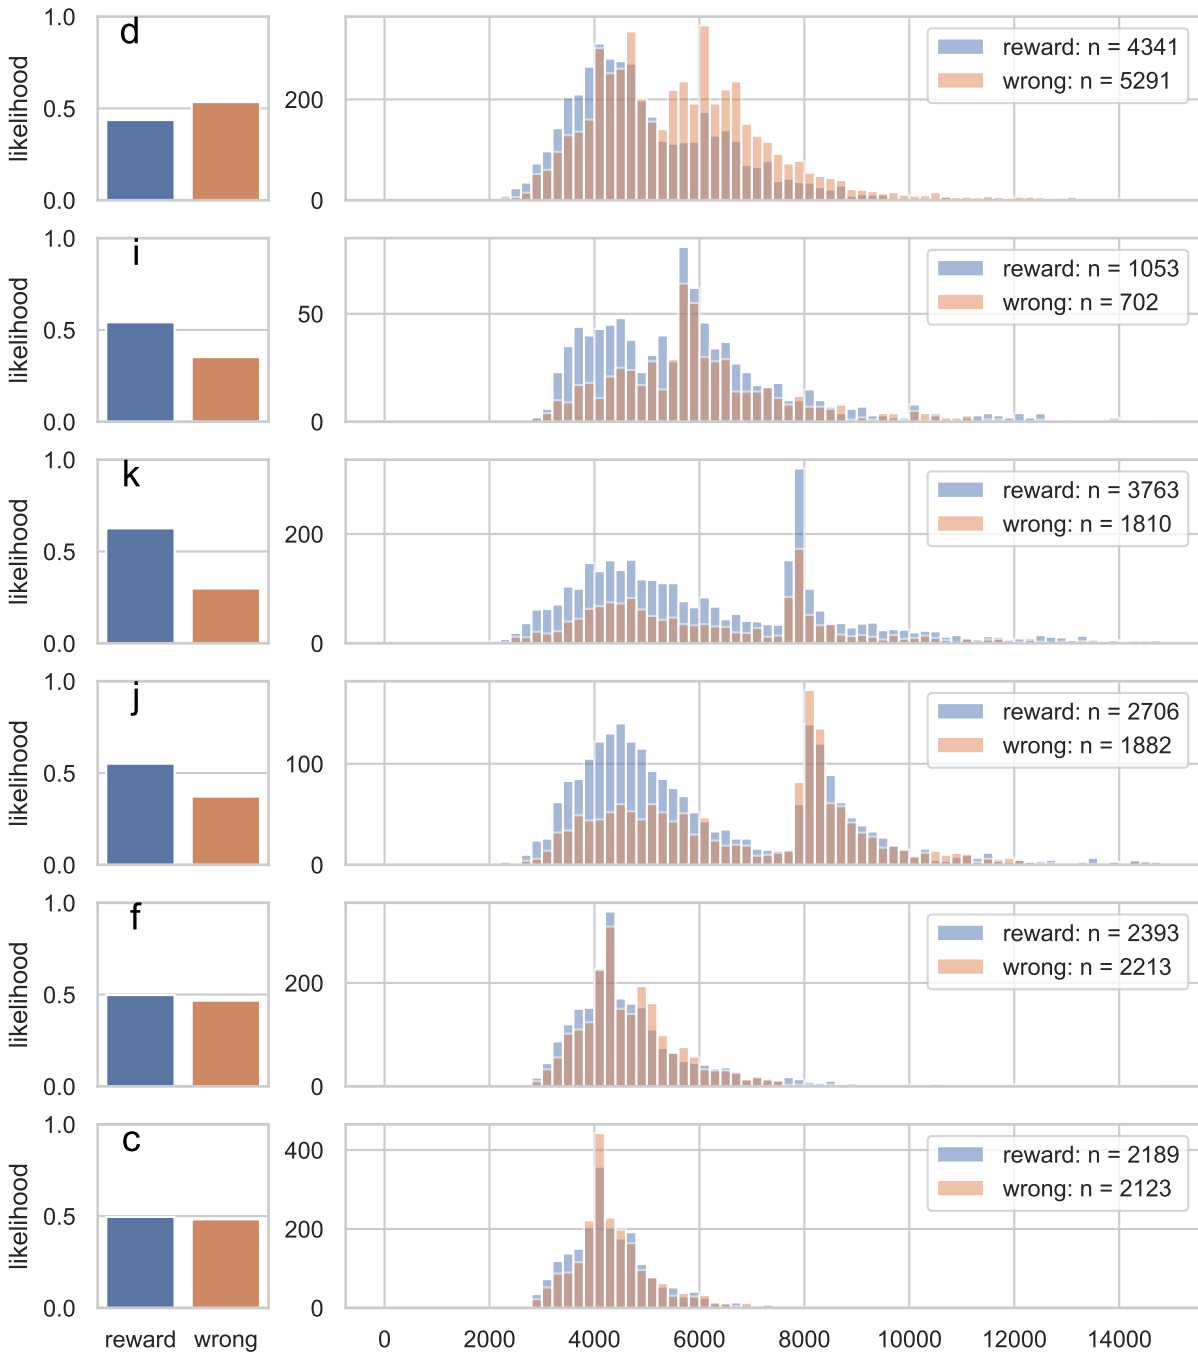 1.0
d
likelihood
0.5
0.0
200
0
reward: n = 4341
wrong: n = 5291
1.0
i
likelihood
0.5
0.0
50
0
reward: n = 1053
wrong: n = 702
1.0
k
likelihood
0.5
0.0
200
0
reward: n = 3763
wrong: n = 1810
1.0
j
likelihood
0.5
0.0
100
0
reward: n = 2706
wrong: n = 1882
1.0
f
likelihood
0.5
0.0
200
0
reward: n = 2393
wrong: n = 2213
1.0
c
likelihood
0.5
0.0
400
200
0
reward: n = 2189
wrong: n = 2123
reward wrong
0 2000 4000 6000 8000 10000 12000 14000